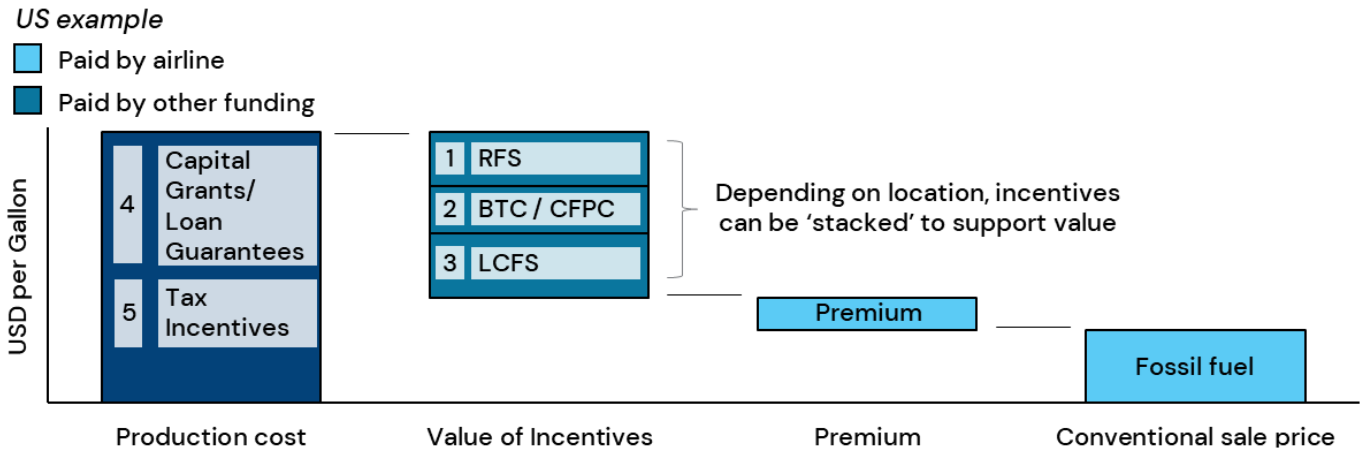 US example
Paid by airline
Paid by other funding
USD per Gallon
4
Capital
Grants/
Loan
Guarantees
5
Tax
Incentives
1 RFS
2 BTC / CFPC
3 LCFS
Depending on location, incentives
can be ‘stacked’ to support value
Premium
Fossil fuel
Production cost
Value of Incentives
Premium
Conventional sale price